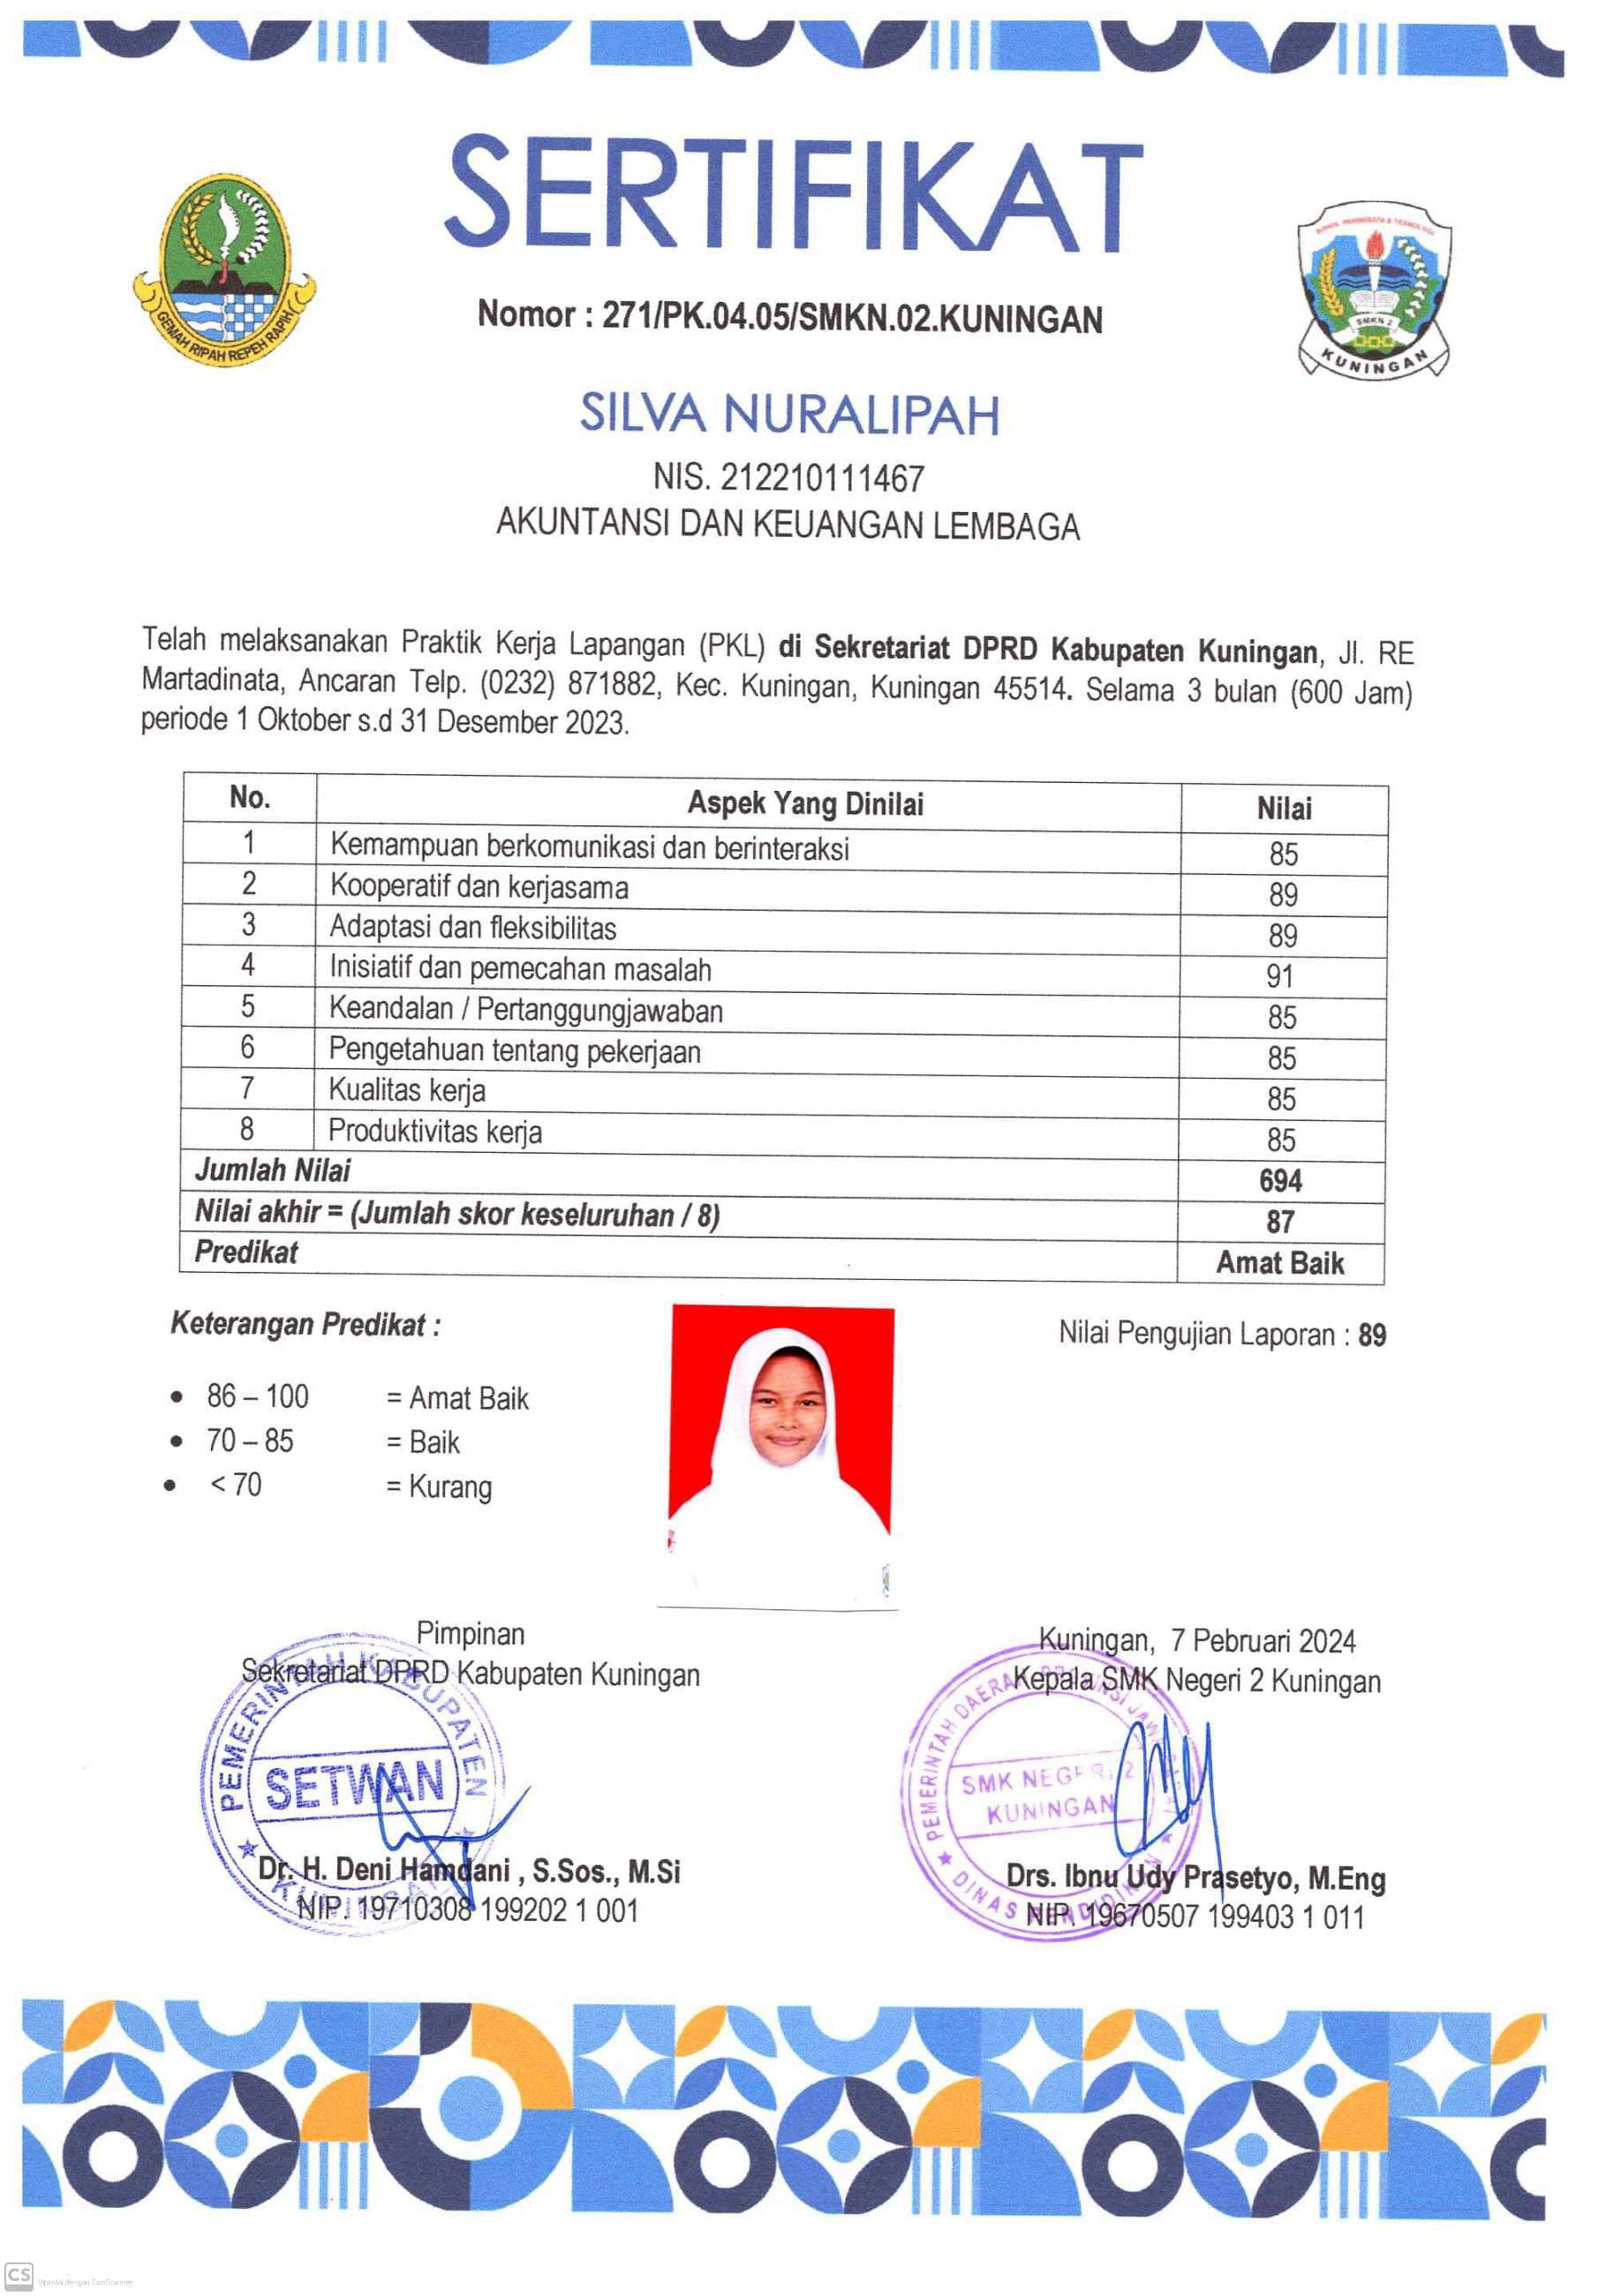 SERTIFIKAT
GEMAH RIPAH REPEH RAPIH
BISNIS, PARIWISATA & TEKNOLOGI
SMKN 2
KUNINGAN
Nomor : 271/PK.04.05/SMKN.02.KUNINGAN
SILVA NURALIPAH
NIS. 212210111467
AKUNTANSI DAN KEUANGAN LEMBAGA
Telah melaksanakan Praktik Kerja Lapangan (PKL) di Sekretariat DPRD Kabupaten Kuningan, Jl. RE
Martadinata, Ancaran Telp. (0232) 871882, Kec. Kuningan, Kuningan 45514. Selama 3 bulan (600 Jam)
periode 1 Oktober s.d 31 Desember 2023.
No. Aspek Yang Dinilai Nilai
1 Kemampuan berkomunikasi dan berinteraksi 85
2 Kooperatif dan kerjasama 89
3 Adaptasi dan fleksibilitas 89
4 Inisiatif dan pemecahan masalah 91
5 Keandalan / Pertanggungjawaban 85
6 Pengetahuan tentang pekerjaan 85
7 Kualitas kerja 85
8 Produktivitas kerja 85
Jumlah Nilai 694
Nilai akhir = (Jumlah skor keseluruhan / 8) 87
Predikat Amat Baik
Keterangan Predikat :
Nilai Pengujian Laporan : 89
• 86 – 100 = Amat Baik
• 70 – 85 = Baik
• < 70 = Kurang
Pimpinan
Sekretariat DPRD Kabupaten Kuningan
PEMERINTAH KABUPATEN
SETWAN
KUNINGAN
Dr. H. Deni Hamdani , S.Sos., M.Si
NIP. 19710308 199202 1 001
Kuningan, 7 Pebruari 2024
Kepala SMK Negeri 2 Kuningan
PEMERINTAH DAERAH PROVINSI JAWA
SMK NEGERI 2
KUNINGAN
DINAS PENDIDIKAN
Drs. Ibnu Udy Prasetyo, M.Eng
NIP. 19670507 199403 1 011
CS
Dipindai dengan CamScanner